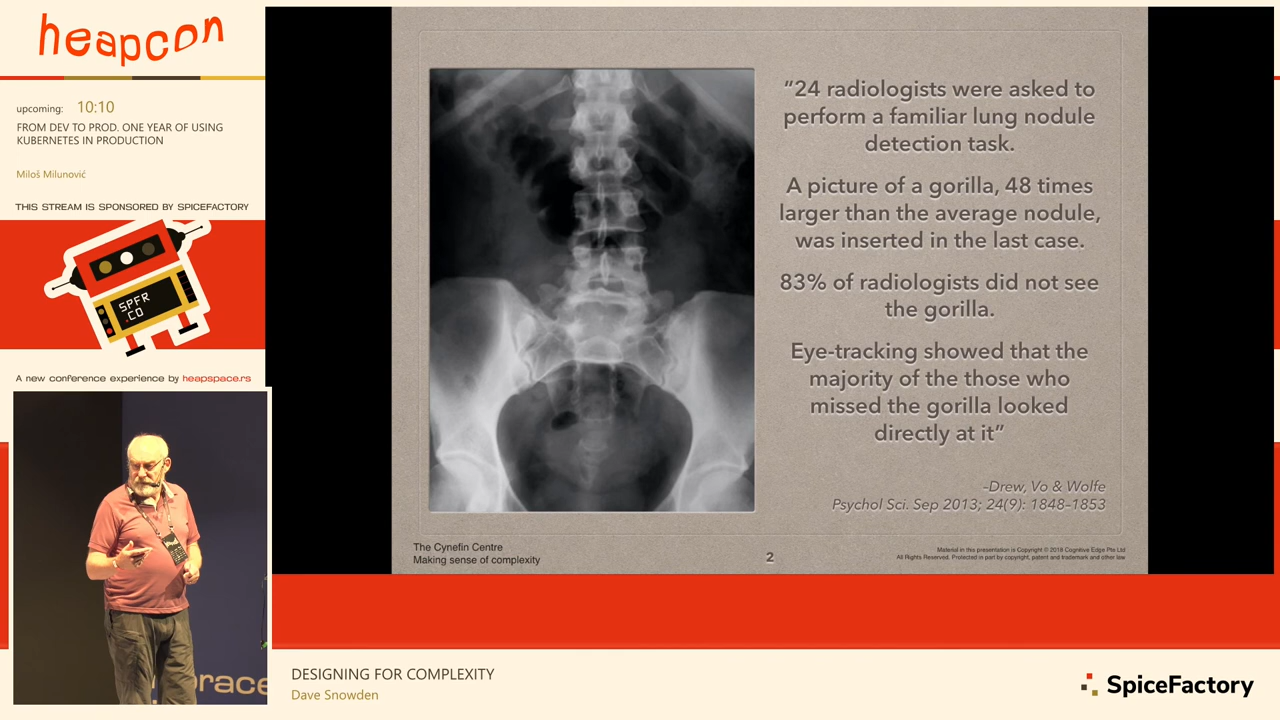 heapcon
upcoming: 10:10
FROM DEV TO PROD. ONE YEAR OF USING
KUBERNETES IN PRODUCTION
Miloš Milunović
THIS STREAM IS SPONSORED BY SPICEFACTORY
SPFR
.CO
A new conference experience by heapspace.rs
“24 radiologists were asked to
perform a familiar lung nodule
detection task.
A picture of a gorilla, 48 times
larger than the average nodule,
was inserted in the last case.
83% of radiologists did not see
the gorilla.
Eye-tracking showed that the
majority of the those who
missed the gorilla looked
directly at it”
–Drew, Vo & Wolfe
Psychol Sci. Sep 2013; 24(9): 1848–1853
The Cynefin Centre
Making sense of complexity
2
Material in this presentation is Copyright © 2018 Cognitive Edge Pte Ltd
All Rights Reserved. Protected in part by copyright, patent and trademark and other law
DESIGNING FOR COMPLEXITY
Dave Snowden
SpiceFactory